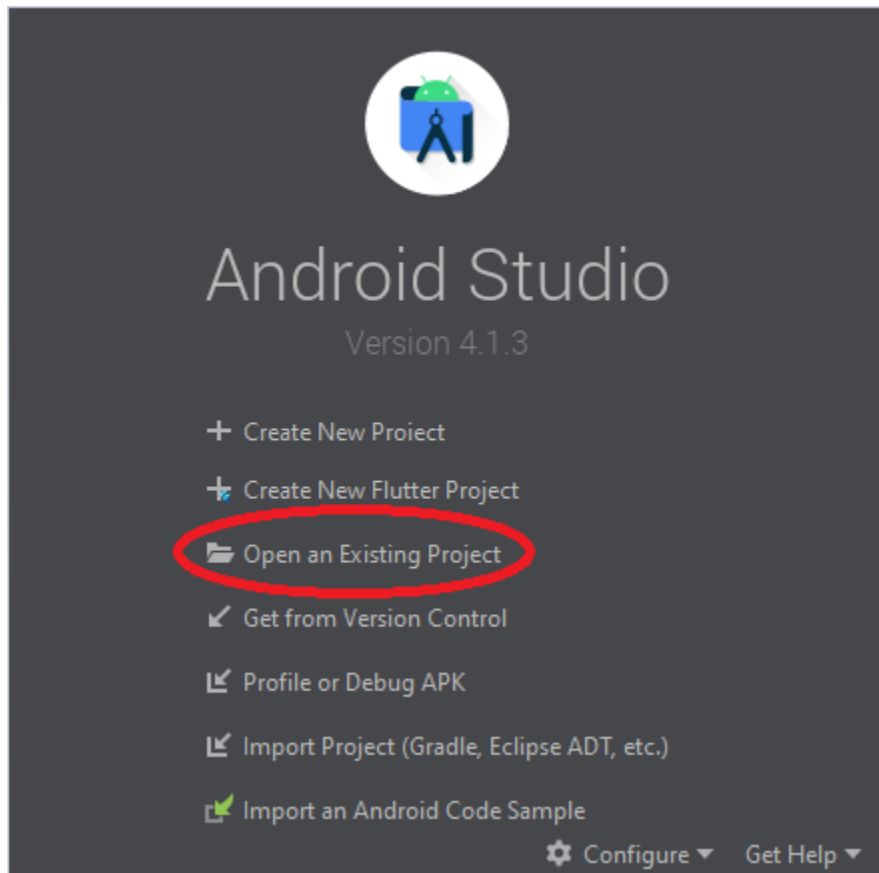 Android Studio
Version 4.1.3
Create New Project
Create New Flutter Project
Open an Existing Project
Get from Version Control
Profile or Debug APK
Import Project (Gradle, Eclipse ADT, etc.)
Import an Android Code Sample
Configure Get Help